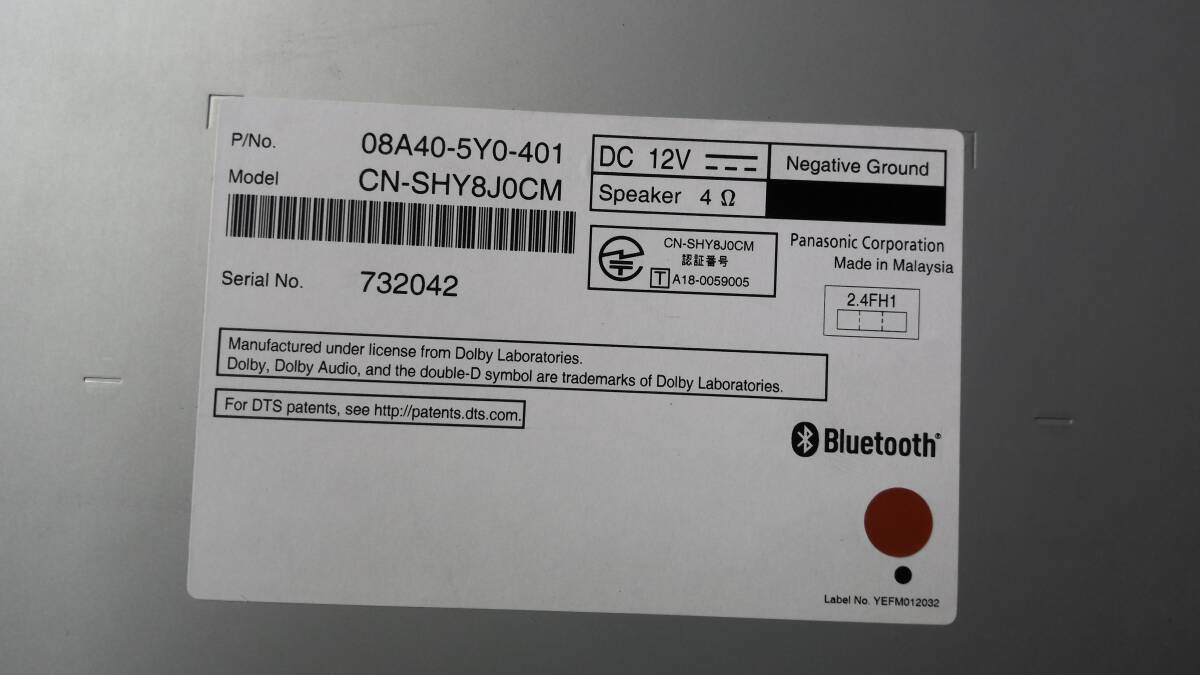 P/No. 08A40-5Y0-401
Model CN-SHY8J0CM
Serial No. 732042
DC 12V
Negative Ground
Speaker 4 Ω
CN-SHY8J0CM
認証番号
T A18-0059005
Panasonic Corporation
Made in Malaysia
2.4FH1
Manufactured under license from Dolby Laboratories.
Dolby, Dolby Audio, and the double-D symbol are trademarks of Dolby Laboratories.
For DTS patents, see http://patents.dts.com.
Bluetooth®
Label No. YEFM012032